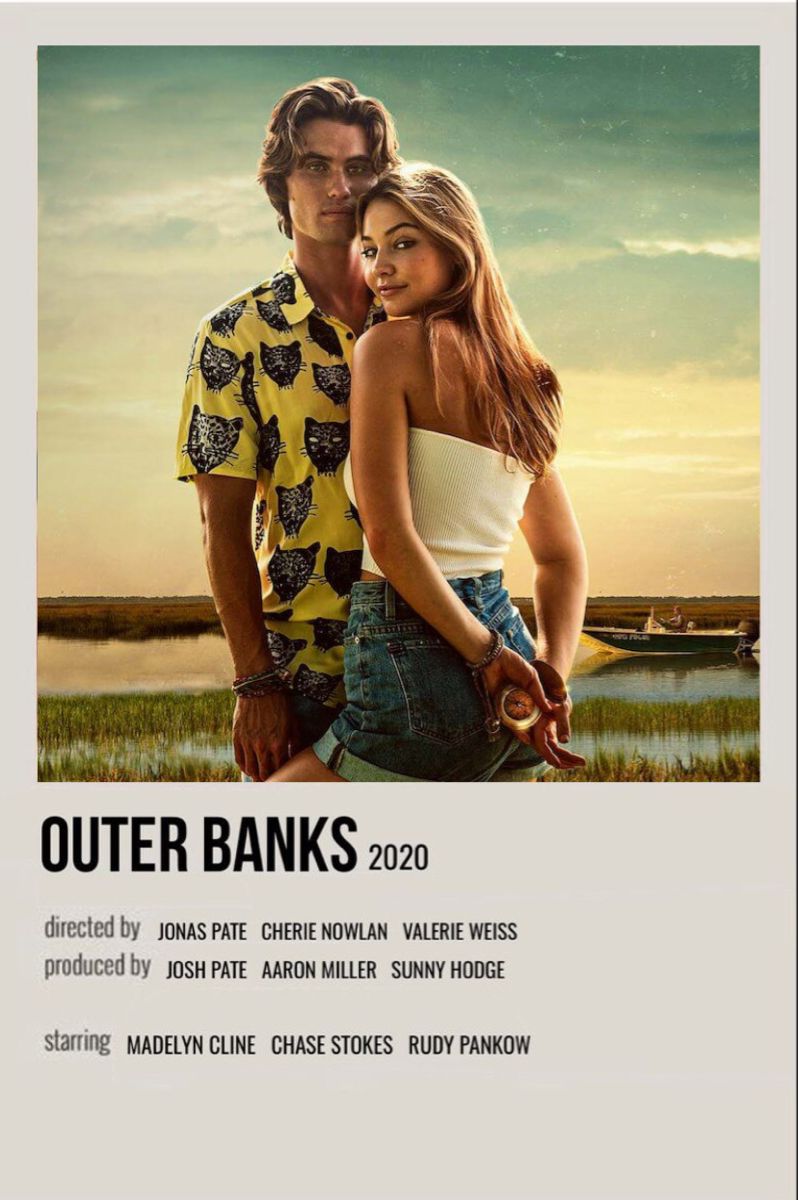 OUTER BANKS 2020
directed by JONAS PATE CHERIE NOWLAN VALERIE WEISS
produced by JOSH PATE AARON MILLER SUNNY HODGE
starring MADELYN CLINE CHASE STOKES RUDY PANKOW